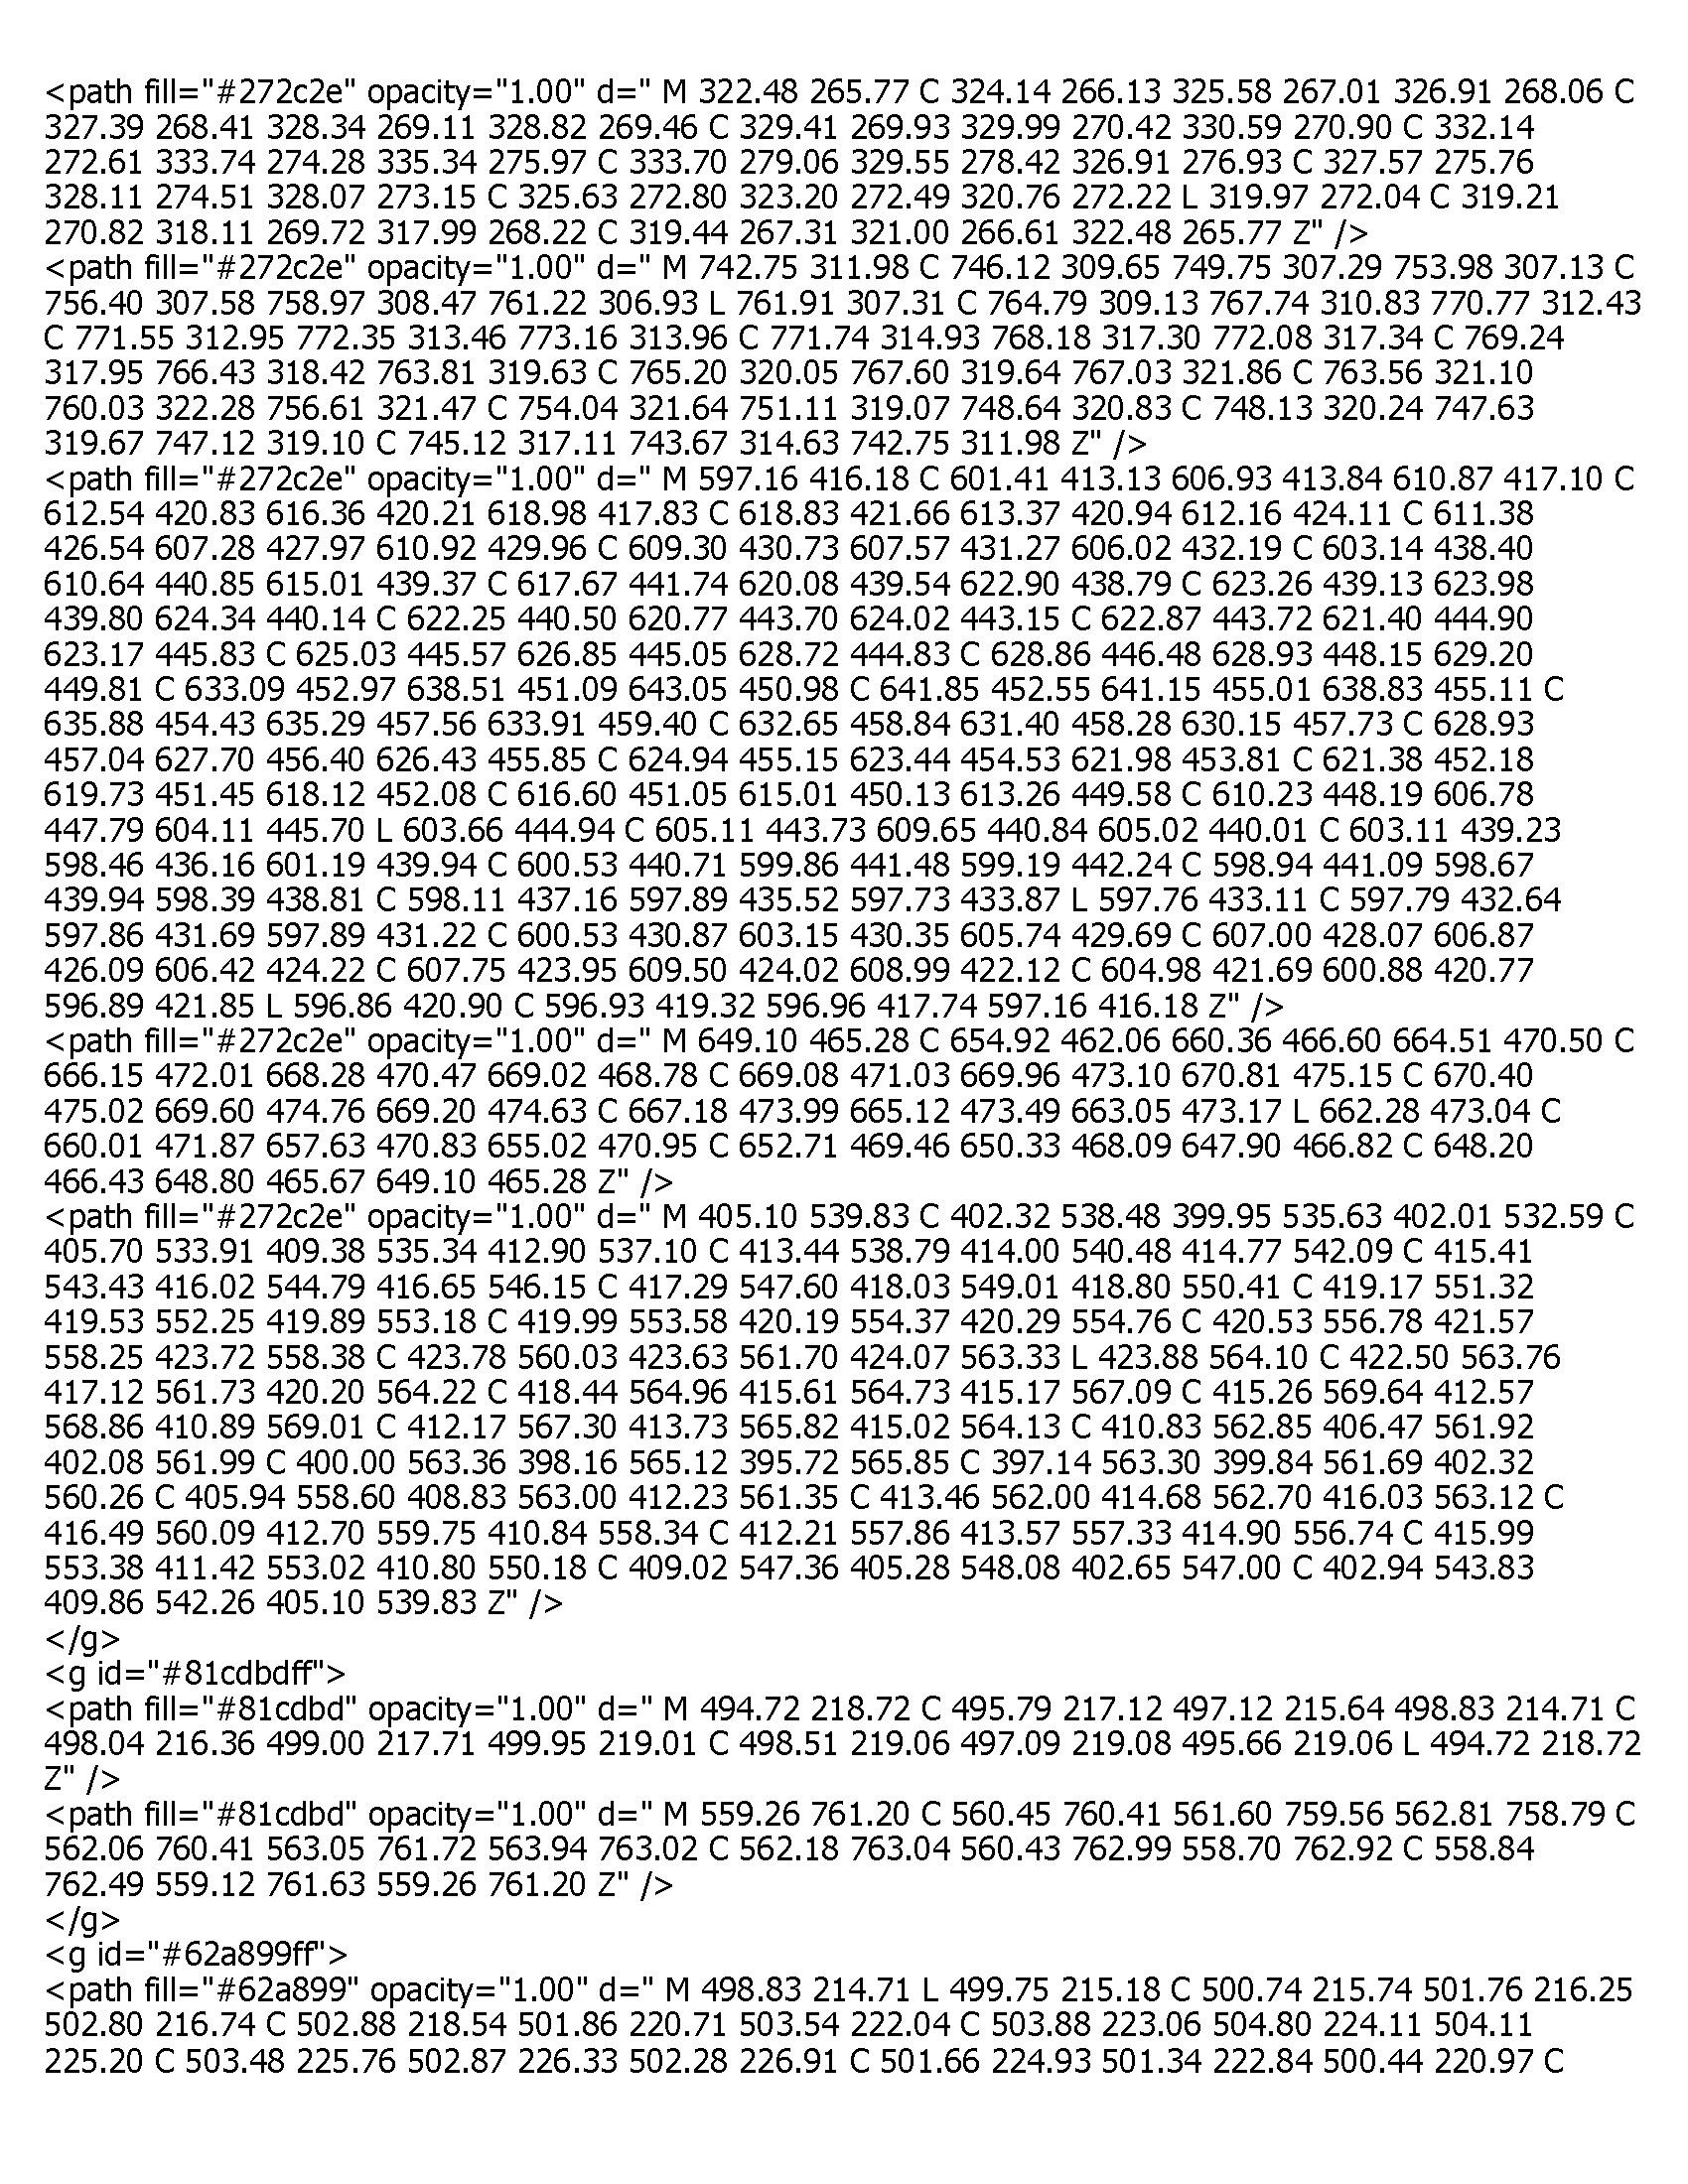 <path fill="#272c2e" opacity="1.00" d=" M 322.48 265.77 C 324.14 266.13 325.58 267.01 326.91 268.06 C
327.39 268.41 328.34 269.11 328.82 269.46 C 329.41 269.93 329.99 270.42 330.59 270.90 C 332.14
272.61 333.74 274.28 335.34 275.97 C 333.70 279.06 329.55 278.42 326.91 276.93 C 327.57 275.76
328.11 274.51 328.07 273.15 C 325.63 272.80 323.20 272.49 320.76 272.22 L 319.97 272.04 C 319.21
270.82 318.11 269.72 317.99 268.22 C 319.44 267.31 321.00 266.61 322.48 265.77 Z" />
<path fill="#272c2e" opacity="1.00" d=" M 742.75 311.98 C 746.12 309.65 749.75 307.29 753.98 307.13 C
756.40 307.58 758.97 308.47 761.22 306.93 L 761.91 307.31 C 764.79 309.13 767.74 310.83 770.77 312.43
C 771.55 312.95 772.35 313.46 773.16 313.96 C 771.74 314.93 768.18 317.30 772.08 317.34 C 769.24
317.95 766.43 318.42 763.81 319.63 C 765.20 320.05 767.60 319.64 767.03 321.86 C 763.56 321.10
760.03 322.28 756.61 321.47 C 754.04 321.64 751.11 319.07 748.64 320.83 C 748.13 320.24 747.63
319.67 747.12 319.10 C 745.12 317.11 743.67 314.63 742.75 311.98 Z" />
<path fill="#272c2e" opacity="1.00" d=" M 597.16 416.18 C 601.41 413.13 606.93 413.84 610.87 417.10 C
612.54 420.83 616.36 420.21 618.98 417.83 C 618.83 421.66 613.37 420.94 612.16 424.11 C 611.38
426.54 607.28 427.97 610.92 429.96 C 609.30 430.73 607.57 431.27 606.02 432.19 C 603.14 438.40
610.64 440.85 615.01 439.37 C 617.67 441.74 620.08 439.54 622.90 438.79 C 623.26 439.13 623.98
439.80 624.34 440.14 C 622.25 440.50 620.77 443.70 624.02 443.15 C 622.87 443.72 621.40 444.90
623.17 445.83 C 625.03 445.57 626.85 445.05 628.72 444.83 C 628.86 446.48 628.93 448.15 629.20
449.81 C 633.09 452.97 638.51 451.09 643.05 450.98 C 641.85 452.55 641.15 455.01 638.83 455.11 C
635.88 454.43 635.29 457.56 633.91 459.40 C 632.65 458.84 631.40 458.28 630.15 457.73 C 628.93
457.04 627.70 456.40 626.43 455.85 C 624.94 455.15 623.44 454.53 621.98 453.81 C 621.38 452.18
619.73 451.45 618.12 452.08 C 616.60 451.05 615.01 450.13 613.26 449.58 C 610.23 448.19 606.78
447.79 604.11 445.70 L 603.66 444.94 C 605.11 443.73 609.65 440.84 605.02 440.01 C 603.11 439.23
598.46 436.16 601.19 439.94 C 600.53 440.71 599.86 441.48 599.19 442.24 C 598.94 441.09 598.67
439.94 598.39 438.81 C 598.11 437.16 597.89 435.52 597.73 433.87 L 597.76 433.11 C 597.79 432.64
597.86 431.69 597.89 431.22 C 600.53 430.87 603.15 430.35 605.74 429.69 C 607.00 428.07 606.87
426.09 606.42 424.22 C 607.75 423.95 609.50 424.02 608.99 422.12 C 604.98 421.69 600.88 420.77
596.89 421.85 L 596.86 420.90 C 596.93 419.32 596.96 417.74 597.16 416.18 Z" />
<path fill="#272c2e" opacity="1.00" d=" M 649.10 465.28 C 654.92 462.06 660.36 466.60 664.51 470.50 C
666.15 472.01 668.28 470.47 669.02 468.78 C 669.08 471.03 669.96 473.10 670.81 475.15 C 670.40
475.02 669.60 474.76 669.20 474.63 C 667.18 473.99 665.12 473.49 663.05 473.17 L 662.28 473.04 C
660.01 471.87 657.63 470.83 655.02 470.95 C 652.71 469.46 650.33 468.09 647.90 466.82 C 648.20
466.43 648.80 465.67 649.10 465.28 Z" />
<path fill="#272c2e" opacity="1.00" d=" M 405.10 539.83 C 402.32 538.48 399.95 535.63 402.01 532.59 C
405.70 533.91 409.38 535.34 412.90 537.10 C 413.44 538.79 414.00 540.48 414.77 542.09 C 415.41
543.43 416.02 544.79 416.65 546.15 C 417.29 547.60 418.03 549.01 418.80 550.41 C 419.17 551.32
419.53 552.25 419.89 553.18 C 419.99 553.58 420.19 554.37 420.29 554.76 C 420.53 556.78 421.57
558.25 423.72 558.38 C 423.78 560.03 423.63 561.70 424.07 563.33 L 423.88 564.10 C 422.50 563.76
417.12 561.73 420.20 564.22 C 418.44 564.96 415.61 564.73 415.17 567.09 C 415.26 569.64 412.57
568.86 410.89 569.01 C 412.17 567.30 413.73 565.82 415.02 564.13 C 410.83 562.85 406.47 561.92
402.08 561.99 C 400.00 563.36 398.16 565.12 395.72 565.85 C 397.14 563.30 399.84 561.69 402.32
560.26 C 405.94 558.60 408.83 563.00 412.23 561.35 C 413.46 562.00 414.68 562.70 416.03 563.12 C
416.49 560.09 412.70 559.75 410.84 558.34 C 412.21 557.86 413.57 557.33 414.90 556.74 C 415.99
553.38 411.42 553.02 410.80 550.18 C 409.02 547.36 405.28 548.08 402.65 547.00 C 402.94 543.83
409.86 542.26 405.10 539.83 Z" />
</g>
<g id="#81cdbdff">
<path fill="#81cdbd" opacity="1.00" d=" M 494.72 218.72 C 495.79 217.12 497.12 215.64 498.83 214.71 C
498.04 216.36 499.00 217.71 499.95 219.01 C 498.51 219.06 497.09 219.08 495.66 219.06 L 494.72 218.72
Z" />
<path fill="#81cdbd" opacity="1.00" d=" M 559.26 761.20 C 560.45 760.41 561.60 759.56 562.81 758.79 C
562.06 760.41 563.05 761.72 563.94 763.02 C 562.18 763.04 560.43 762.99 558.70 762.92 C 558.84
762.49 559.12 761.63 559.26 761.20 Z" />
</g>
<g id="#62a899ff">
<path fill="#62a899" opacity="1.00" d=" M 498.83 214.71 L 499.75 215.18 C 500.74 215.74 501.76 216.25
502.80 216.74 C 502.88 218.54 501.86 220.71 503.54 222.04 C 503.88 223.06 504.80 224.11 504.11
225.20 C 503.48 225.76 502.87 226.33 502.28 226.91 C 501.66 224.93 501.34 222.84 500.44 220.97 C